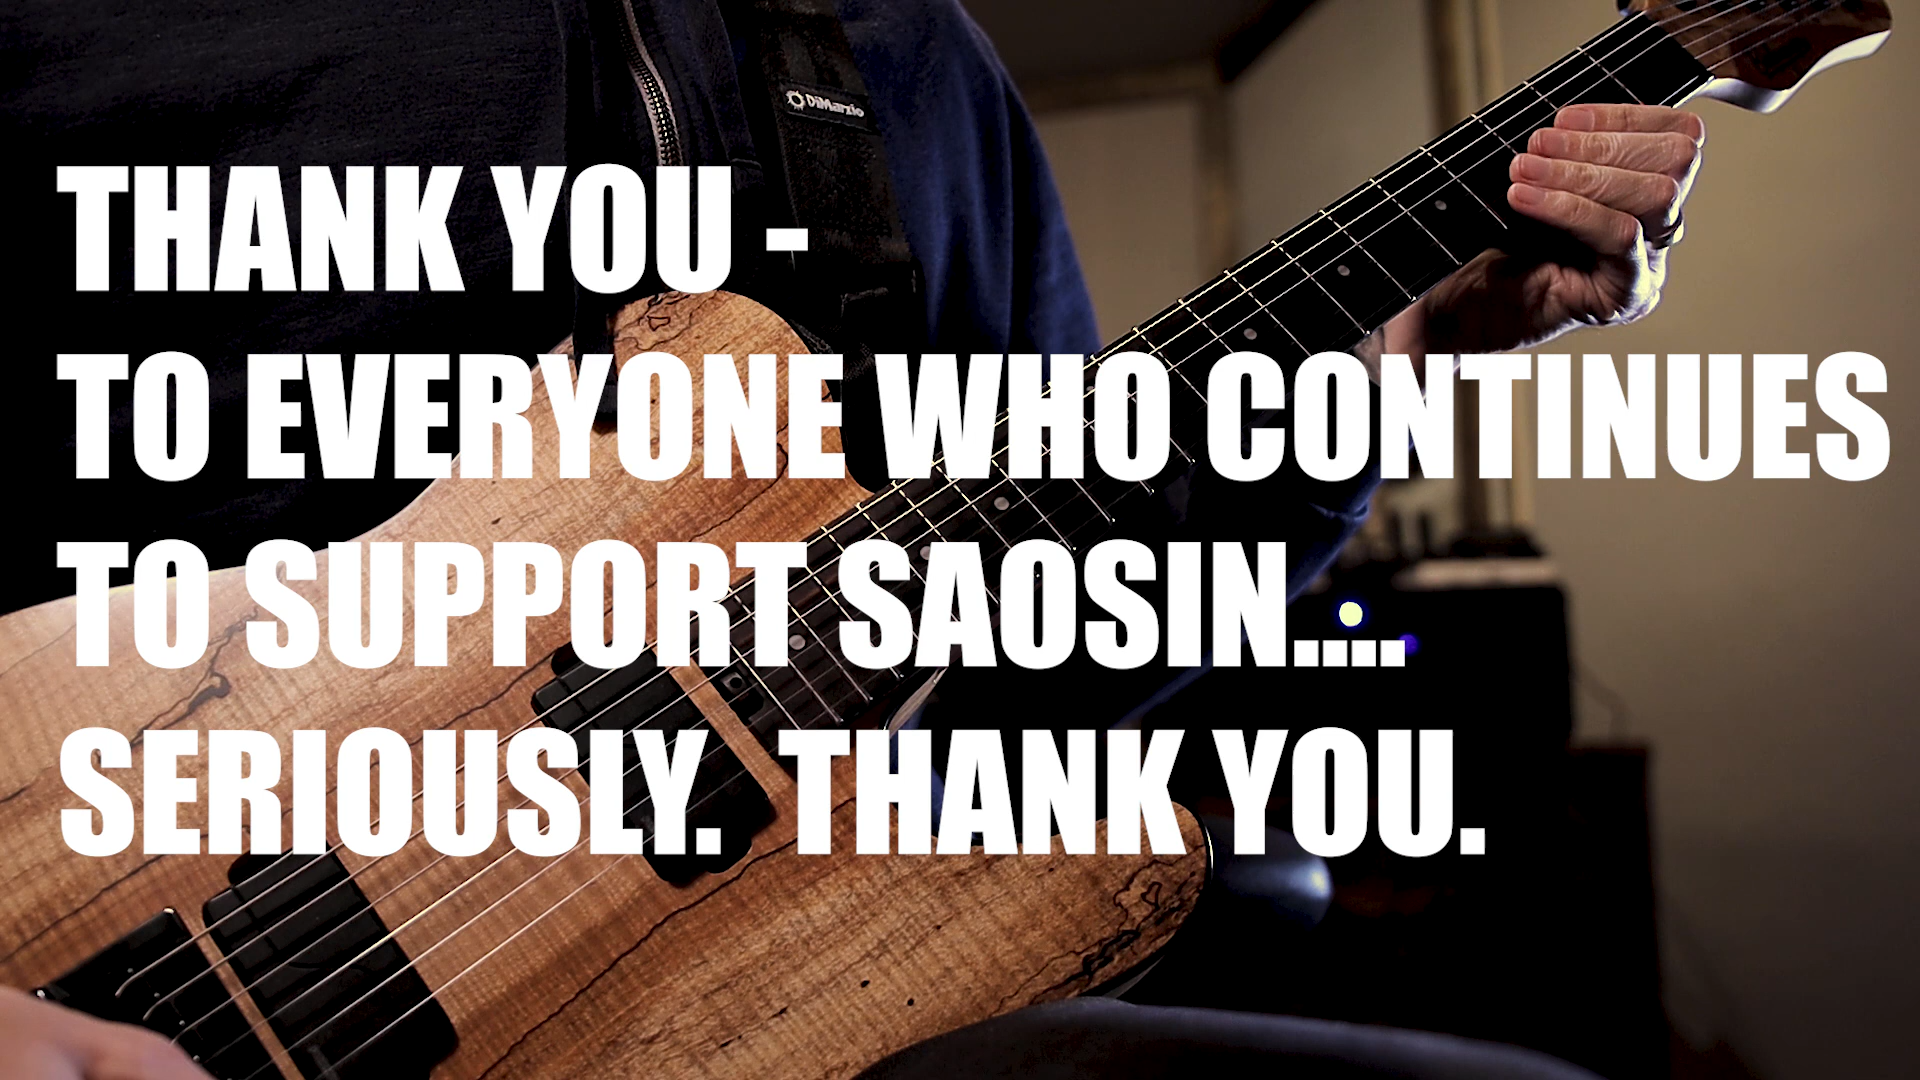 DiMarzio
THANK YOU -
TO EVERYONE WHO CONTINUES
TO SUPPORT SAOSIN....
SERIOUSLY.  THANK YOU.